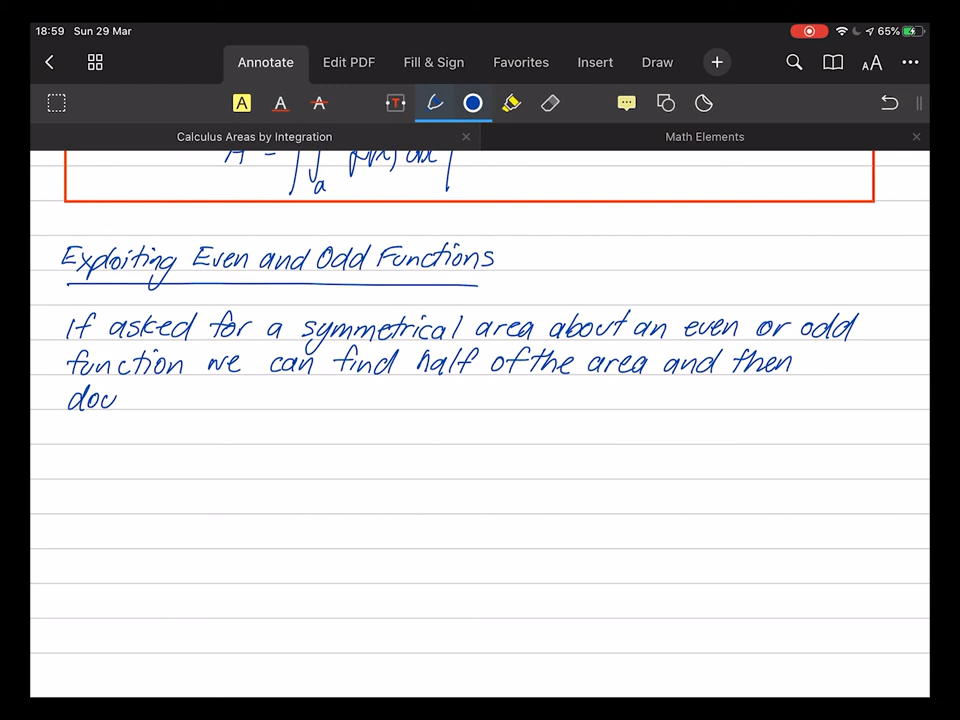 18:59 Sun 29 Mar 65%
Annotate Edit PDF Fill & Sign Favorites Insert Draw
Calculus Areas by Integration Math Elements
a
Exploiting Even and Odd Functions
If asked for a symmetrical area about an even or odd
function we can find half of the area and then
dou